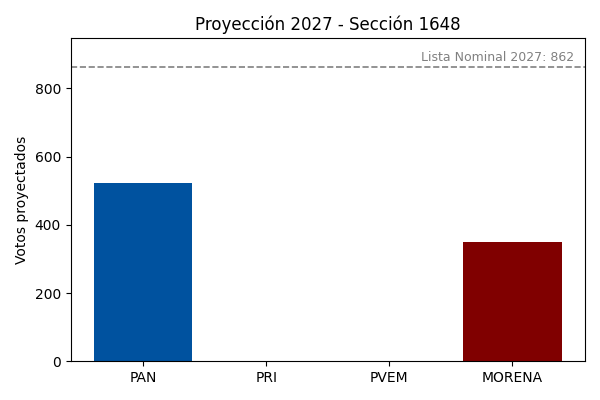 Proyección 2027 - Sección 1648
Lista Nominal 2027: 862
Votos proyectados
800
600
400
200
0
PAN PRI PVEM MORENA